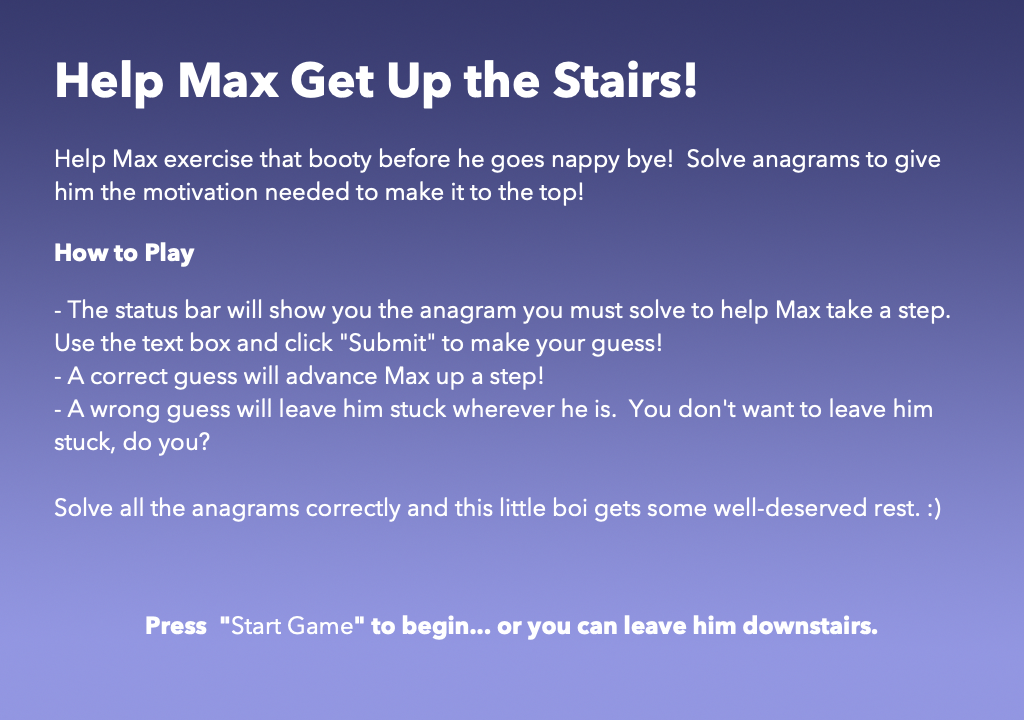 Help Max Get Up the Stairs!
Help Max exercise that booty before he goes nappy bye!  Solve anagrams to give
him the motivation needed to make it to the top!
How to Play
- The status bar will show you the anagram you must solve to help Max take a step.
Use the text box and click "Submit" to make your guess!
- A correct guess will advance Max up a step!
- A wrong guess will leave him stuck wherever he is.  You don't want to leave him
stuck, do you?
Solve all the anagrams correctly and this little boi gets some well-deserved rest. :)
Press  "Start Game" to begin... or you can leave him downstairs.